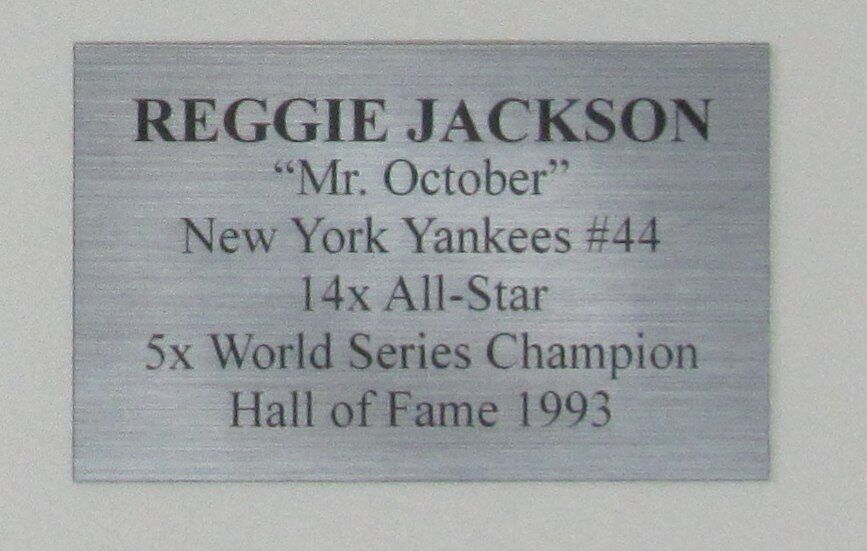 REGGIE JACKSON
“Mr. October”
New York Yankees #44
14x All-Star
5x World Series Champion
Hall of Fame 1993